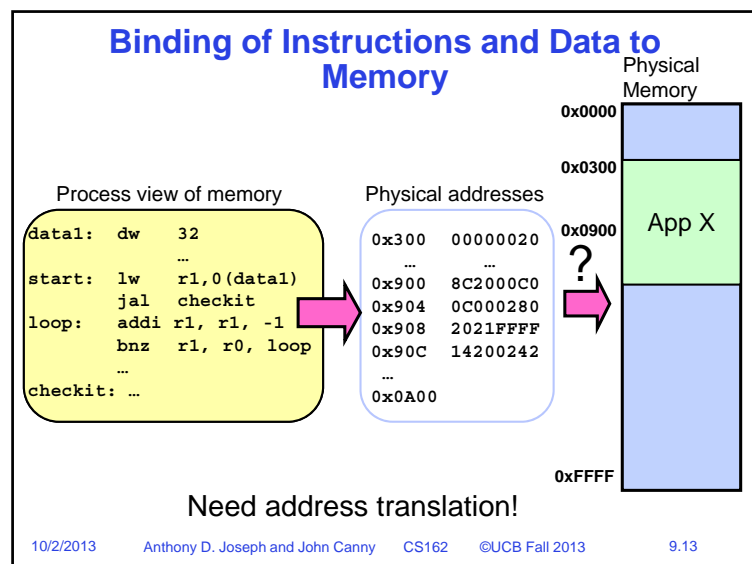 Binding of Instructions and Data to
Memory
Physical
Memory
0x0000
0x0300
0x0900
App X
0xFFFF
Process view of memory
data1: dw 32
…
start: lw r1,0(data1)
jal checkit
loop: addi r1, r1, -1
bnz r1, r0, loop
…
checkit: …
Physical addresses
0x300 00000020
… …
0x900 8C2000C0
0x904 0C000280
0x908 2021FFFF
0x90C 14200242
…
0x0A00
?
Need address translation!
10/2/2013 Anthony D. Joseph and John Canny CS162 ©UCB Fall 2013 9.13